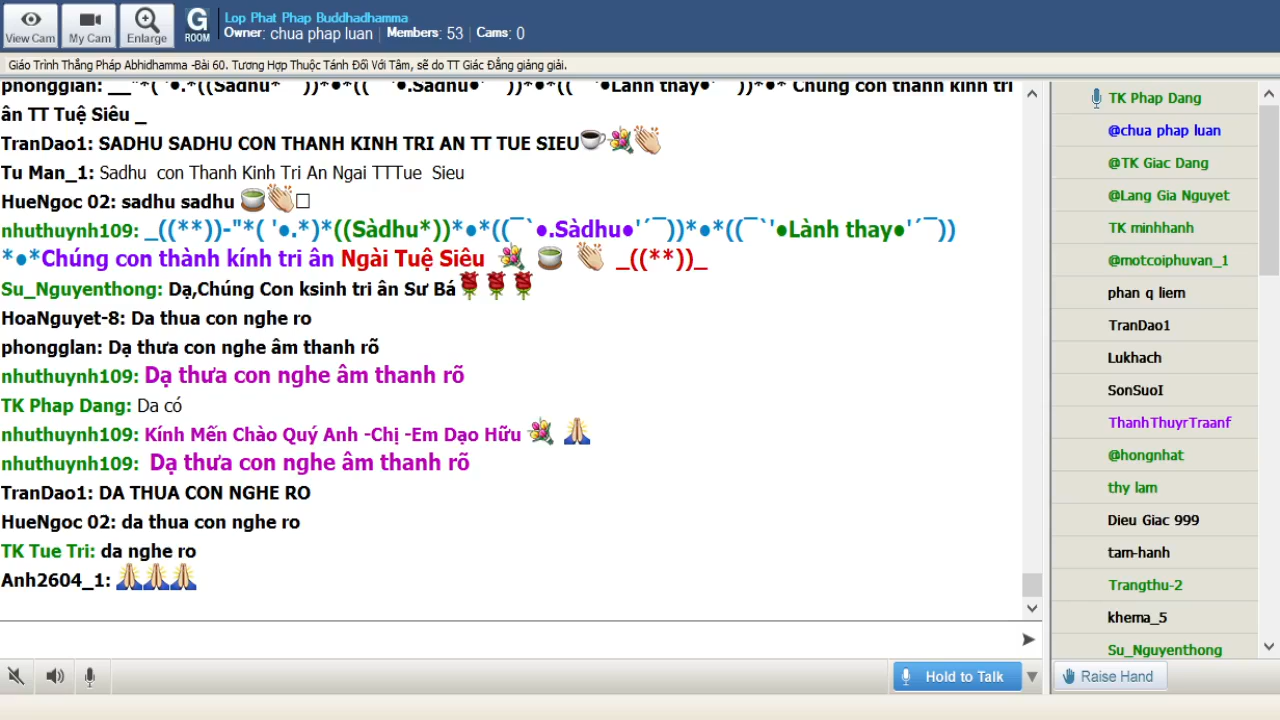 View Cam
My Cam
Enlarge
G
ROOM
Lop Phat Phap Buddhadhamma
Owner: chua phap luan Members: 53 Cams: 0
Giáo Trình Thắng Pháp Abhidhamma -Bài 60. Tương Hợp Thuộc Tánh Đối Với Tâm, sẽ do TT Giác Đẳng giảng giải.
phongglan: __"*( '●.*((Sàdhu*¯))*●*((¯`●.Sàdhu●'´¯))*●*((¯`'●Lành thay●'´¯))*●* Chúng con thành kính tri
ân TT Tuệ Siêu _
TranDao1: SADHU SADHU CON THANH KINH TRI AN TT TUE SIEU
Tu Man_1: Sadhu con Thanh Kinh Tri An Ngai TTTue Sieu
HueNgoc 02: sadhu sadhu
nhuthuynh109: _((**))-"*( '●.*)*((Sàdhu*))*●*((¯`●.Sàdhu●'´¯))*●*((¯`'●Lành thay●'´¯))
*●*Chúng con thành kính tri ân Ngài Tuệ Siêu _((**))_
Su_Nguyenthong: Dạ,Chúng Con ksinh tri ân Sư Bá
HoaNguyet-8: Da thua con nghe ro
phongglan: Dạ thưa con nghe âm thanh rõ
nhuthuynh109: Dạ thưa con nghe âm thanh rõ
TK Phap Dang: Da có
nhuthuynh109: Kính Mến Chào Quý Anh -Chị -Em Dạo Hữu
nhuthuynh109: Dạ thưa con nghe âm thanh rõ
TranDao1: DA THUA CON NGHE RO
HueNgoc 02: da thua con nghe ro
TK Tue Tri: da nghe ro
Anh2604_1:
Hold to Talk
TK Phap Dang
@chua phap luan
@TK Giac Dang
@Lang Gia Nguyet
TK minhhanh
@motcoiphuvan_1
phan q liem
TranDao1
Lukhach
SonSuoI
ThanhThuyrTraanf
@hongnhat
thy lam
Dieu Giac 999
tam-hanh
Trangthu-2
khema_5
Su_Nguyenthong
Raise Hand